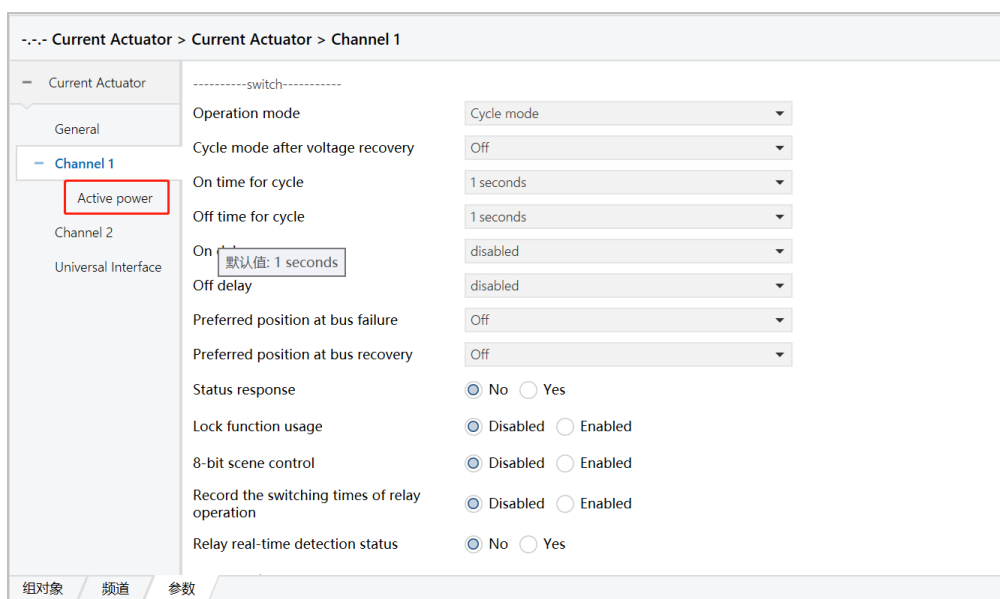 -.-.- Current Actuator > Current Actuator > Channel 1
Current Actuator
General
Channel 1
Active power
Channel 2
Universal Interface
----------switch-----------
Operation mode Cycle mode
Cycle mode after voltage recovery Off
On time for cycle 1 seconds
Off time for cycle 1 seconds
On disabled
默认值: 1 seconds
Off delay disabled
Preferred position at bus failure Off
Preferred position at bus recovery Off
Status response No Yes
Lock function usage Disabled Enabled
8-bit scene control Disabled Enabled
Record the switching times of relay
operation Disabled Enabled
Relay real-time detection status No Yes
组对象 频道 参数